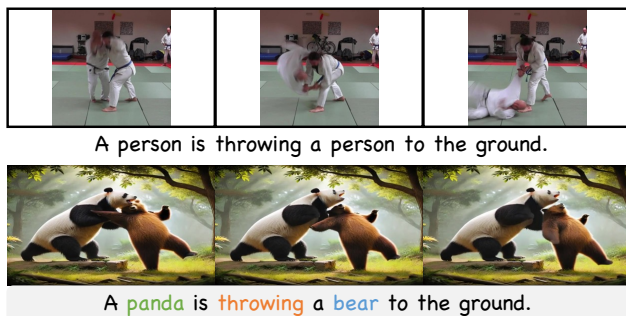 A person is throwing a person to the ground.
A panda is throwing a bear to the ground.